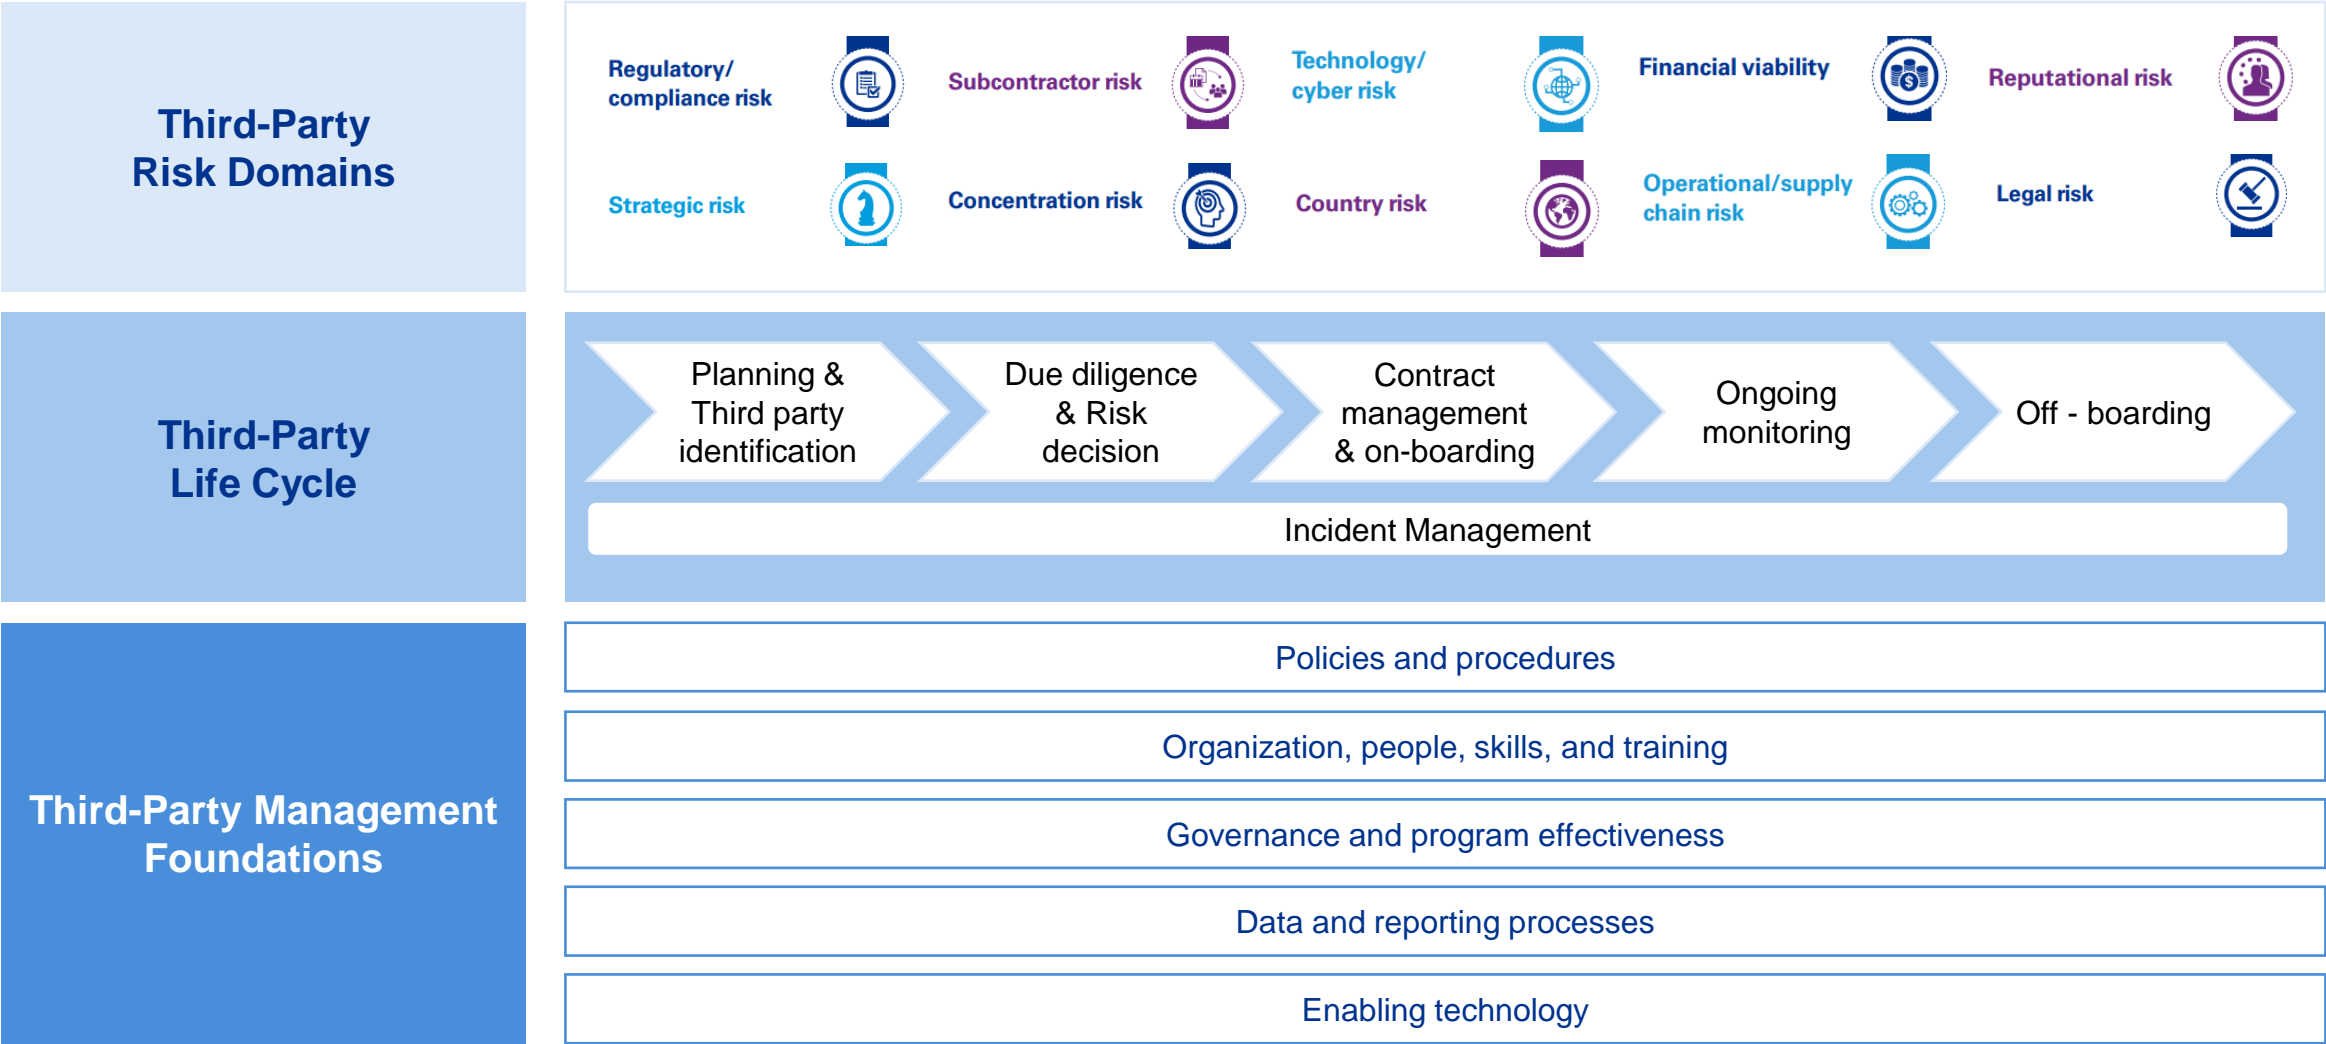 Third-Party
Risk Domains
Regulatory/
compliance risk
Subcontractor risk
Technology/
cyber risk
Financial viability
Reputational risk
Strategic risk
Concentration risk
Country risk
Operational/supply
chain risk
Legal risk
Third-Party
Life Cycle
Planning &
Third party
identification
Due diligence
& Risk
decision
Contract
management
& on-boarding
Ongoing
monitoring
Off - boarding
Incident Management
Third-Party Management
Foundations
Policies and procedures
Organization, people, skills, and training
Governance and program effectiveness
Data and reporting processes
Enabling technology